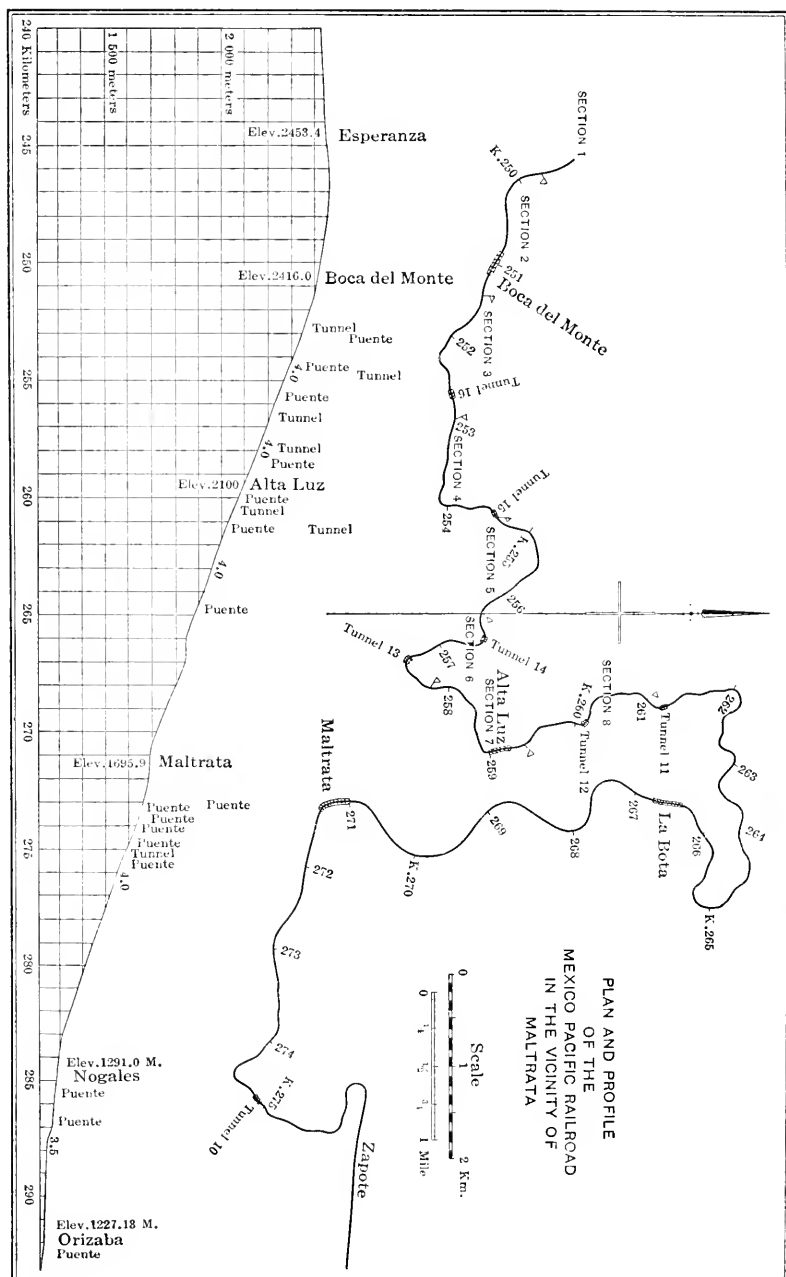 PLAN AND PROFILE
OF THE
MEXICO PACIFIC RAILROAD
IN THE VICINITY OF
MALTRATA
Scale
0
1
2 Km.
0
1 Mile
SECTION 1
K.250
SECTION 2
251
Boca del Monte
SECTION 3
252
Tunnel 16
253
SECTION 4
254
Tunnel 15
K.255
SECTION 5
256
Tunnel 14
SECTION 6
257
Tunnel 13
258
SECTION 7
Alta Luz
259
K.260
Tunnel 12
SECTION 8
261
Tunnel 11
262
263
264
K.265
266
La Bota
267
268
269
K.270
271
Maltrata
272
273
274
K.275
Tunnel 10
Zapote
2 000 meters
1 500 meters
240 Kilometers
245
250
255
260
265
270
275
280
285
290
Elev.2453.4
Esperanza
Elev.2416.0
Boca del Monte
Tunnel
Puente
Puente
4.0
Tunnel
Puente
Tunnel
4.0
Tunnel
Puente
Elev.2100
Alta Luz
Puente
Tunnel
Puente
Tunnel
4.0
Puente
Elev.1695.9
Maltrata
Puente
Puente
Puente
Puente
Puente
Tunnel
Puente
4.0
Elev.1291.0 M.
Nogales
Puente
Puente
3.5
Elev.1227.18 M.
Orizaba
Puente